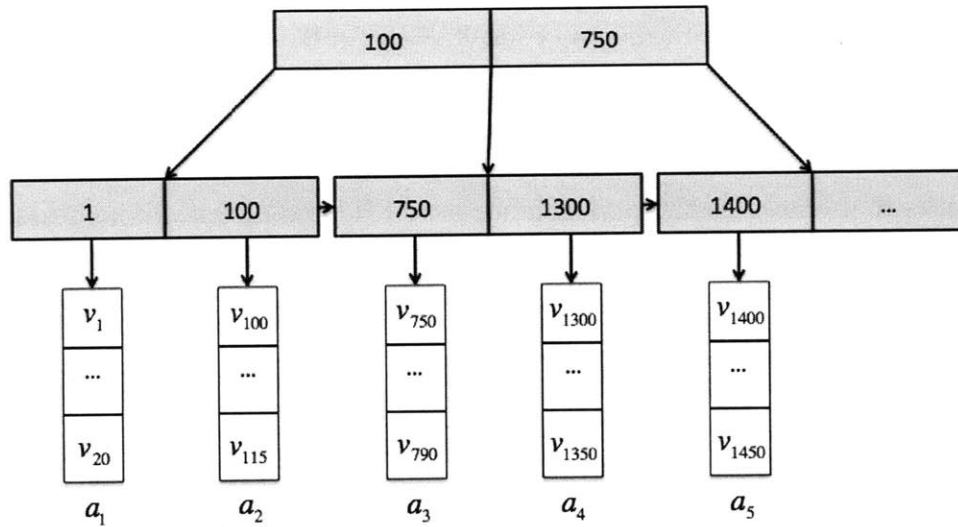 100 750
1 100 750 1300 1400 ...
v1 v100 v750 v1300 v1400
... ... ... ... ...
v20 v115 v790 v1350 v1450
a1 a2 a3 a4 a5